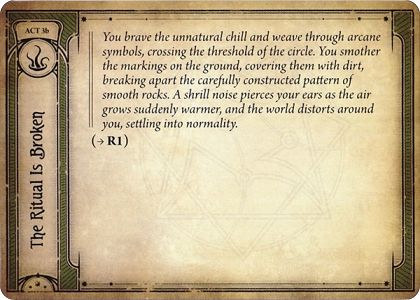 ACT 3b
The Ritual Is Broken
You brave the unnatural chill and weave through arcane
symbols, crossing the threshold of the circle. You smother
the markings on the ground, covering them with dirt,
breaking apart the carefully constructed pattern of
smooth rocks. A shrill noise pierces your ears as the air
grows suddenly warmer, and the world distorts around
you, settling into normality.
(→ R1)